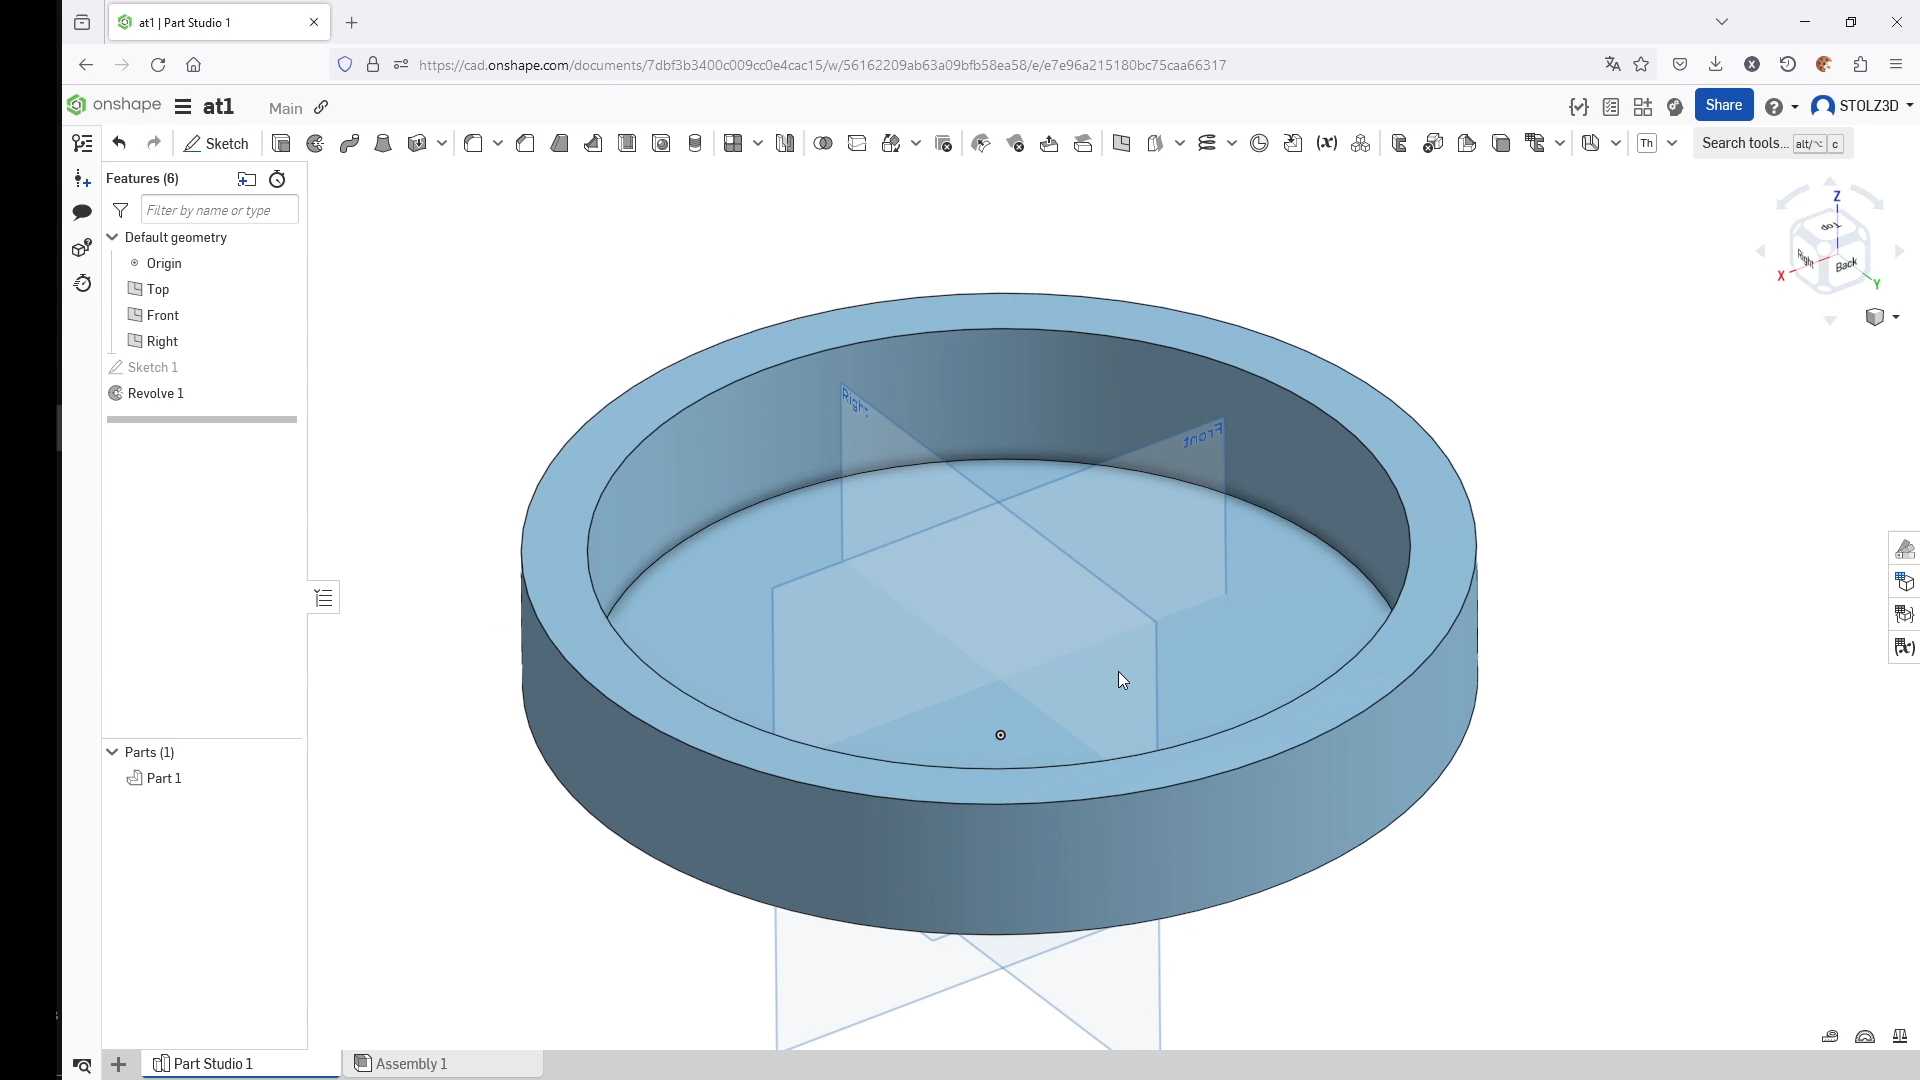 at1 | Part Studio 1
https://cad.onshape.com/documents/7dbf3b3400c009cc0e4cac15/w/56162209ab63a09bfb58ea58/e/e7e96a215180bc75caa66317
onshape at1 Main Share STOLZ3D
Sketch Th Search tools... alt/⌥ c
Features (6)
Filter by name or type
Default geometry
Origin
Top
Front
Right
Sketch 1
Revolve 1
Z
Top
Right
Back
X
Y
Right
Front
Parts (1)
Part 1
Part Studio 1
Assembly 1